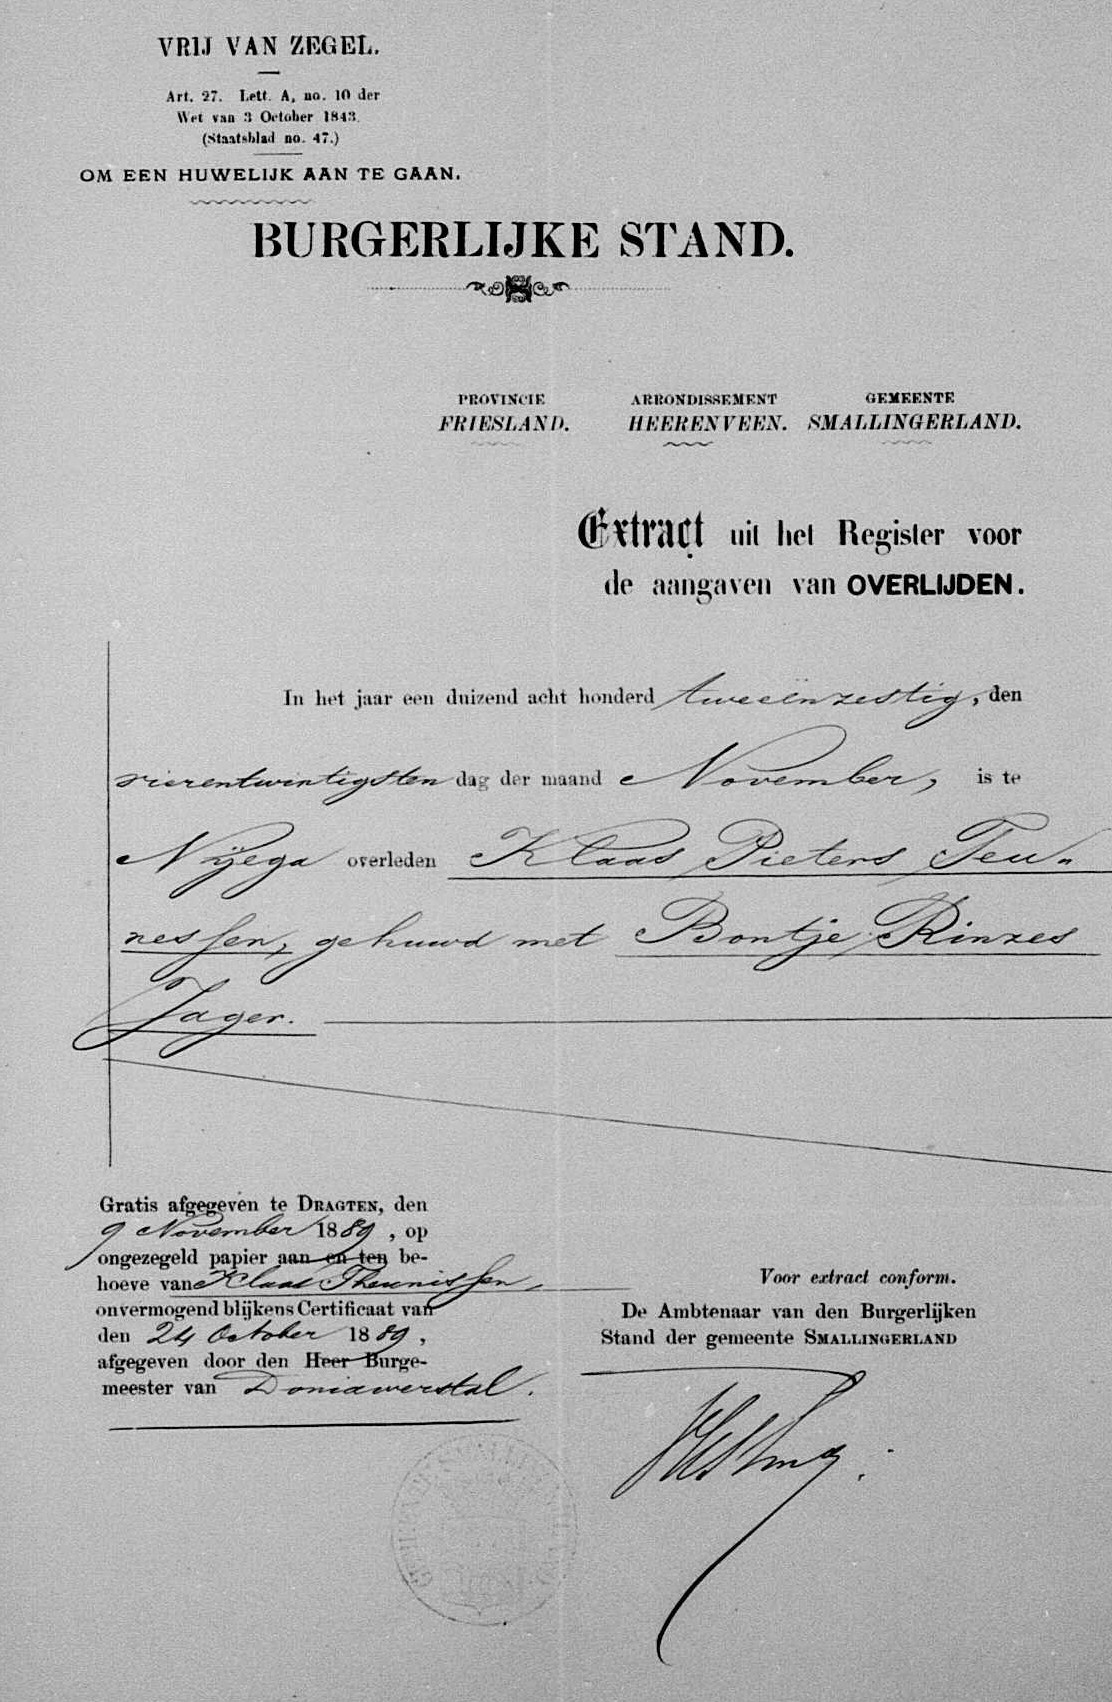 VRIJ VAN ZEGEL.
Art. 27. Lett. A, no. 10 der
Wet van 3 October 1843.
(Staatsblad no. 47.)
OM EEN HUWELIJK AAN TE GAAN.
BURGERLIJKE STAND.
PROVINCIE ARRONDISSEMENT GEMEENTE
FRIESLAND. HEERENVEEN. SMALLINGERLAND.
Extract uit het Register voor
de aangaven van OVERLIJDEN.
In het jaar een duizend acht honderd tweeënzestig, den
vierentwintigsten dag der maand November, is te
Nijega overleden Klaas Pieters Teu-
nessen, gehuwd met Bontje Rinzes
Jager.
Gratis afgegeven te DRAGTEN, den
9 November 1889, op
ongezegeld papier aan en ten be-
hoeve van Klaas Theunissen,
onvermogend blijkens Certificaat van
den 24 October 1889,
afgegeven door den Heer Burge-
meester van Doniawerstal.
Voor extract conform.
De Ambtenaar van den Burgerlijken
Stand der gemeente SMALLINGERLAND